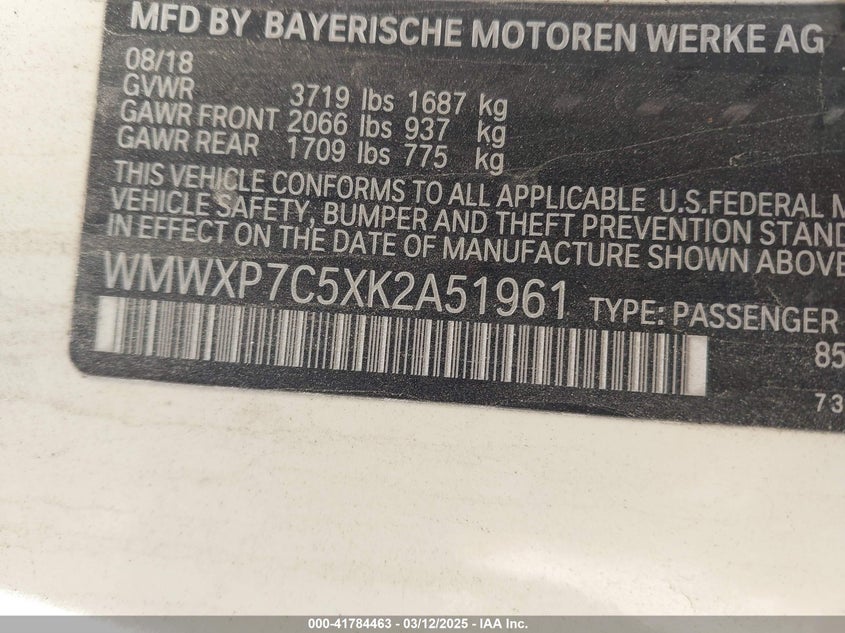 MFD BY BAYERISCHE MOTOREN WERKE AG
08/18
GVWR 3719 lbs 1687 kg
GAWR FRONT 2066 lbs 937 kg
GAWR REAR 1709 lbs 775 kg
THIS VEHICLE CONFORMS TO ALL APPLICABLE U.S.FEDERAL M
VEHICLE SAFETY, BUMPER AND THEFT PREVENTION STAND
IN EFFECT ON THE DATE OF MANUFACTURE SHOWN ABOVE
WMWXP7C5XK2A51961 TYPE: PASSENGER
85
73
000-41784463 - 03/12/2025 - IAA Inc.